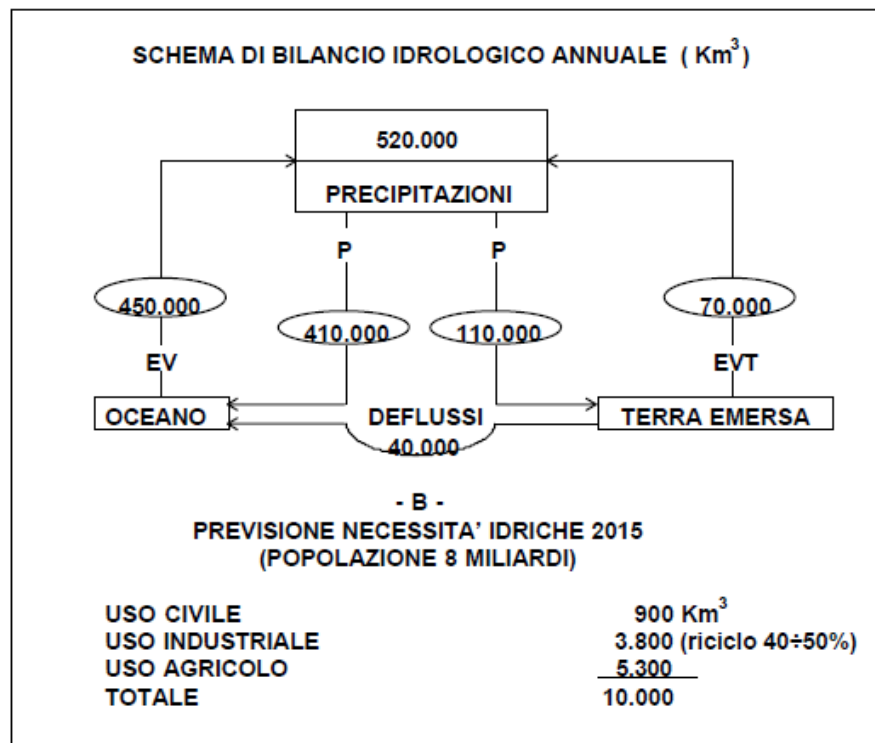 SCHEMA DI BILANCIO IDROLOGICO ANNUALE ( Km³)
520.000
PRECIPITAZIONI
P P
450.000 70.000
410.000 110.000
EV EVT
OCEANO DEFLUSSI TERRA EMERSA
40.000
- B -
PREVISIONE NECESSITA’ IDRICHE 2015
(POPOLAZIONE 8 MILIARDI)
USO CIVILE 900 Km³
USO INDUSTRIALE 3.800 (riciclo 40÷50%)
USO AGRICOLO 5.300
TOTALE 10.000